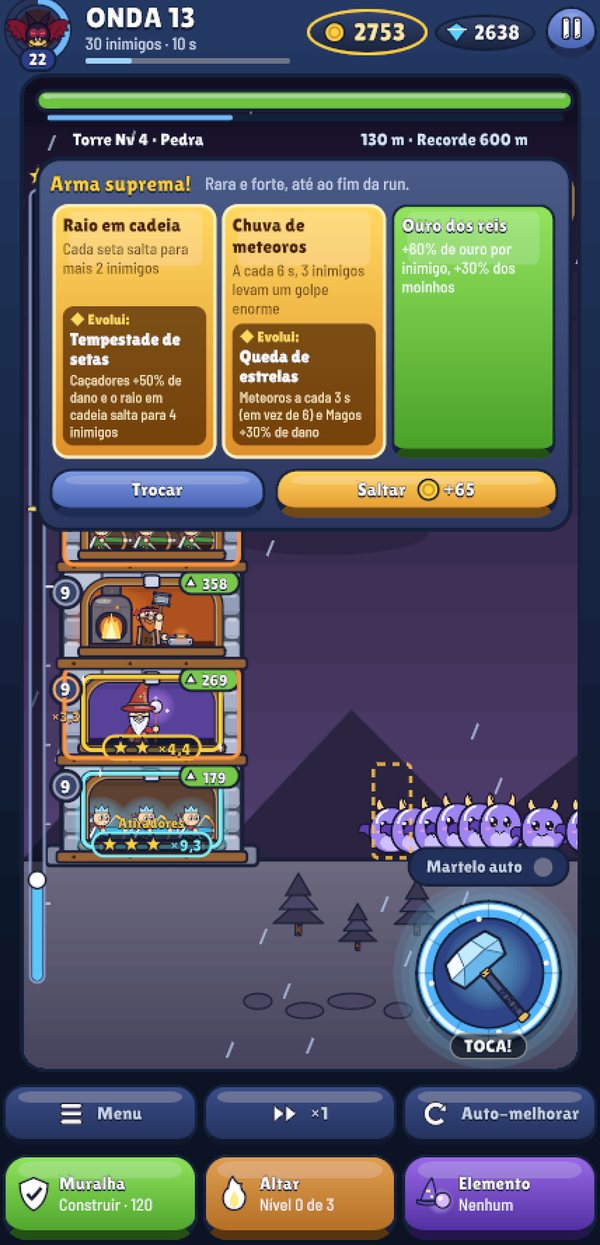 ONDA 13
30 inimigos · 10 s
22
2753
2638
Torre Nv 4 · Pedra
130 m · Recorde 600 m
Arma suprema!
Rara e forte, até ao fim da run.
Raio em cadeia
Cada seta salta para
mais 2 inimigos
Evolui:
Tempestade de
setas
Caçadores +50% de
dano e o raio em
cadeia salta para 4
inimigos
Chuva de
meteoros
A cada 6 s, 3 inimigos
levam um golpe
enorme
Evolui:
Queda de
estrelas
Meteoros a cada 3 s
(em vez de 6) e Magos
+30% de dano
Ouro dos reis
+60% de ouro por
inimigo, +30% dos
moinhos
Trocar
Saltar +65
9
358
9
269
×3,3
×4,4
9
179
Atiradores
×9,3
Martelo auto
TOCA!
Menu
×1
Auto-melhorar
Muralha
Construir · 120
Altar
Nível 0 de 3
Elemento
Nenhum